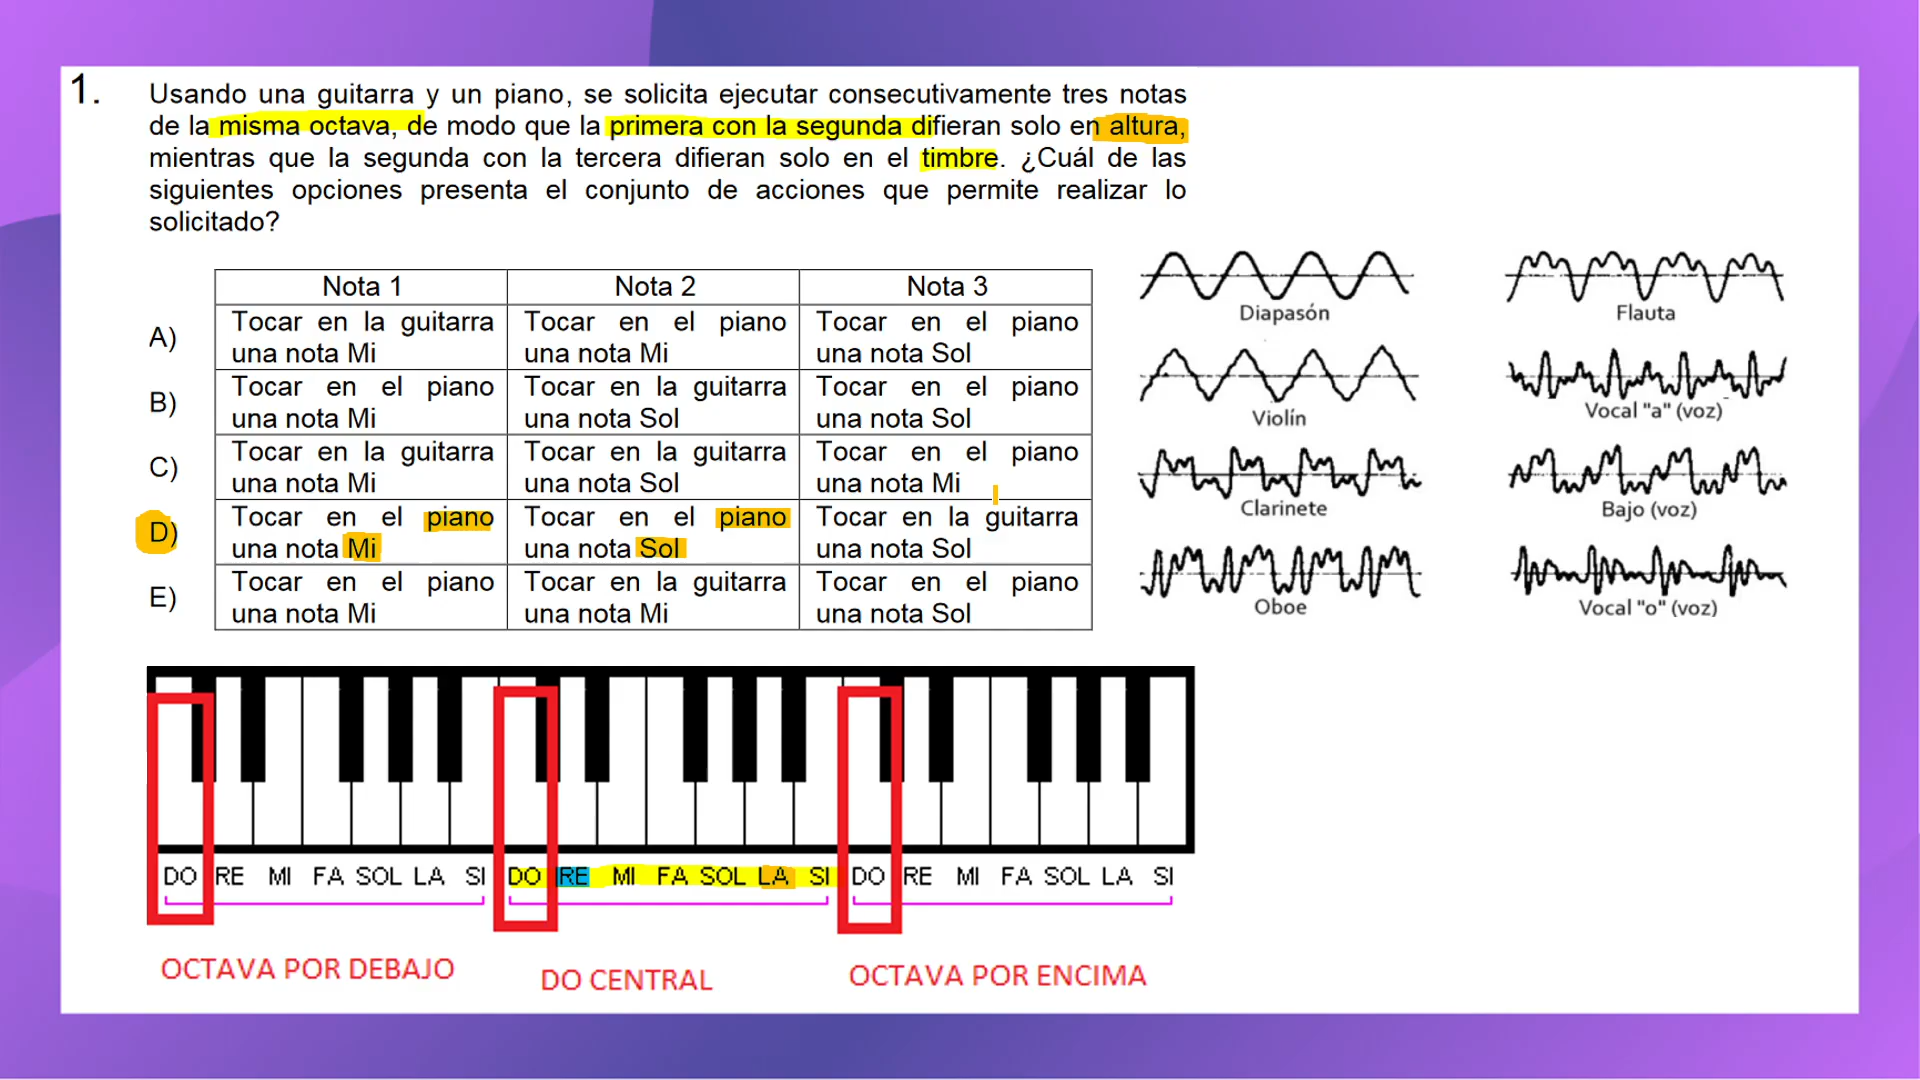 1.
Usando una guitarra y un piano, se solicita ejecutar consecutivamente tres notas
de la misma octava, de modo que la primera con la segunda difieran solo en altura,
mientras que la segunda con la tercera difieran solo en el timbre. ¿Cuál de las
siguientes opciones presenta el conjunto de acciones que permite realizar lo
solicitado?
Nota 1 Nota 2 Nota 3
A) Tocar en la guitarra una nota Mi Tocar en el piano una nota Mi Tocar en el piano una nota Sol
B) Tocar en el piano una nota Mi Tocar en la guitarra una nota Sol Tocar en el piano una nota Sol
C) Tocar en la guitarra una nota Mi Tocar en la guitarra una nota Sol Tocar en el piano una nota Mi
D) Tocar en el piano una nota Mi Tocar en el piano una nota Sol Tocar en la guitarra una nota Sol
E) Tocar en el piano una nota Mi Tocar en la guitarra una nota Mi Tocar en el piano una nota Sol
Diapasón Flauta
Violín Vocal "a" (voz)
Clarinete Bajo (voz)
Oboe Vocal "o" (voz)
DO RE MI FA SOL LA SI DO RE MI FA SOL LA SI DO RE MI FA SOL LA SI
OCTAVA POR DEBAJO
DO CENTRAL
OCTAVA POR ENCIMA